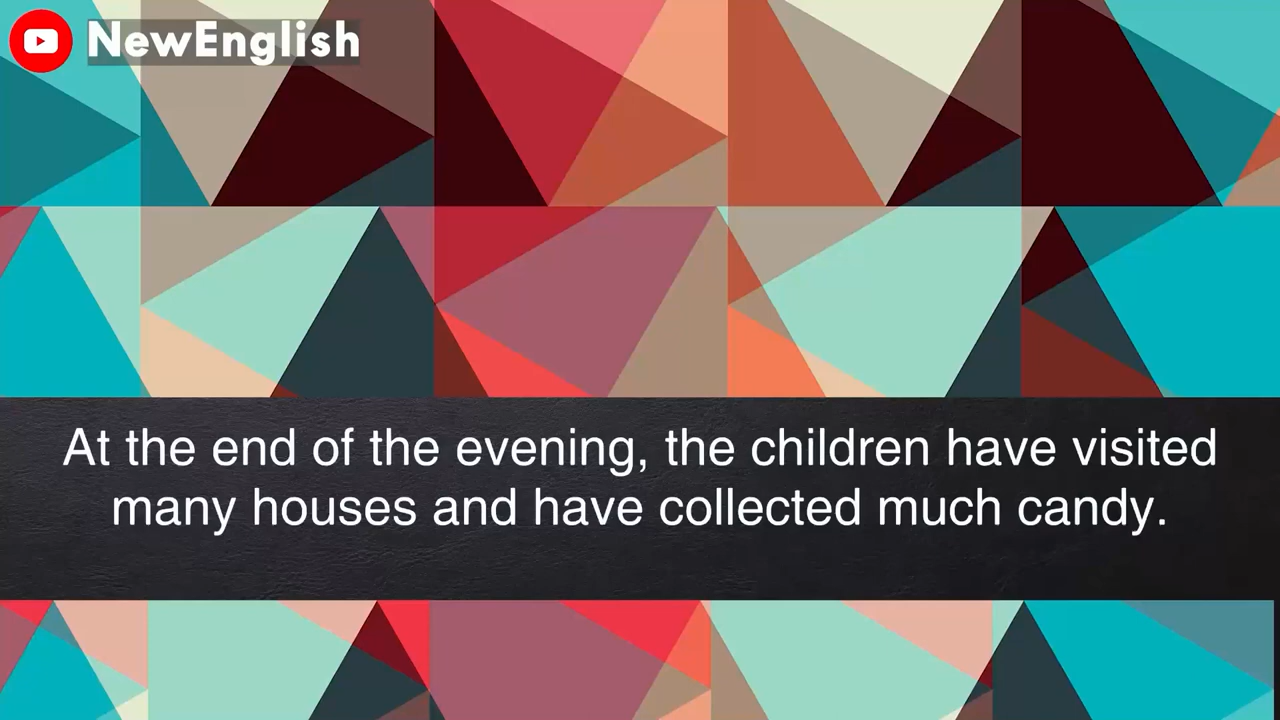 NewEnglish
At the end of the evening, the children have visited
many houses and have collected much candy.